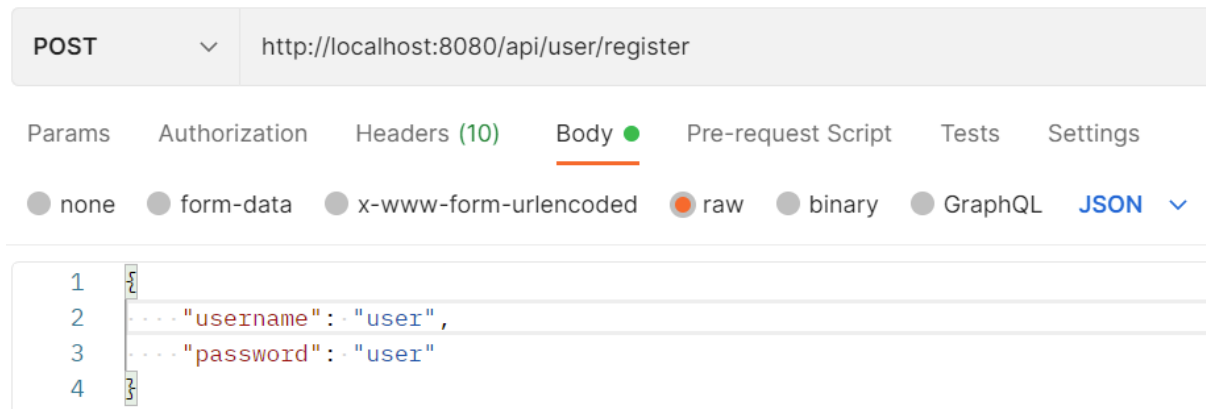 POST http://localhost:8080/api/user/register
Params Authorization Headers (10) Body Pre-request Script Tests Settings
none form-data x-www-form-urlencoded raw binary GraphQL JSON
1 {
2 "username": "user",
3 "password": "user"
4 }